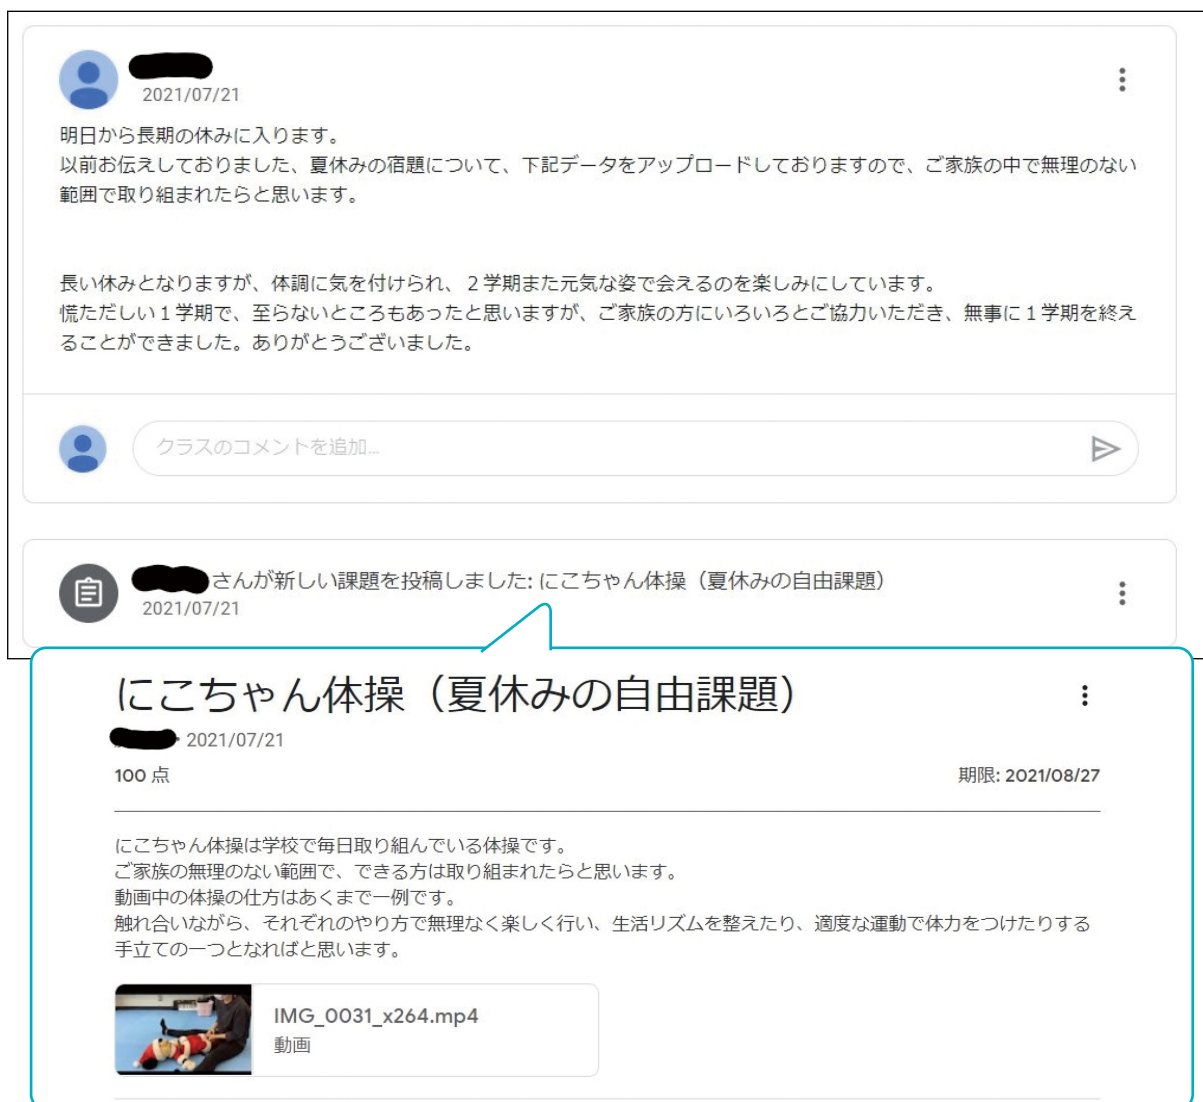 2021/07/21
明日から長期の休みに入ります。
以前お伝えしておりました、夏休みの宿題について、下記データをアップロードしておりますので、ご家族の中で無理のない
範囲で取り組まれたらと思います。
長い休みとなりますが、体調に気を付けられ、２学期また元気な姿で会えるのを楽しみにしています。
慌ただしい１学期で、至らないところもあったと思いますが、ご家族の方にいろいろとご協力いただき、無事に１学期を終え
ることができました。ありがとうございました。
クラスのコメントを追加...
さんが新しい課題を投稿しました: にこちゃん体操（夏休みの自由課題）
2021/07/21
にこちゃん体操（夏休みの自由課題）
2021/07/21
100 点
期限: 2021/08/27
にこちゃん体操は学校で毎日取り組んでいる体操です。
ご家族の無理のない範囲で、できる方は取り組まれたらと思います。
動画中の体操の仕方はあくまで一例です。
触れ合いながら、それぞれのやり方で無理なく楽しく行い、生活リズムを整えたり、適度な運動で体力をつけたりする
手立ての一つとなればと思います。
IMG_0031_x264.mp4
動画